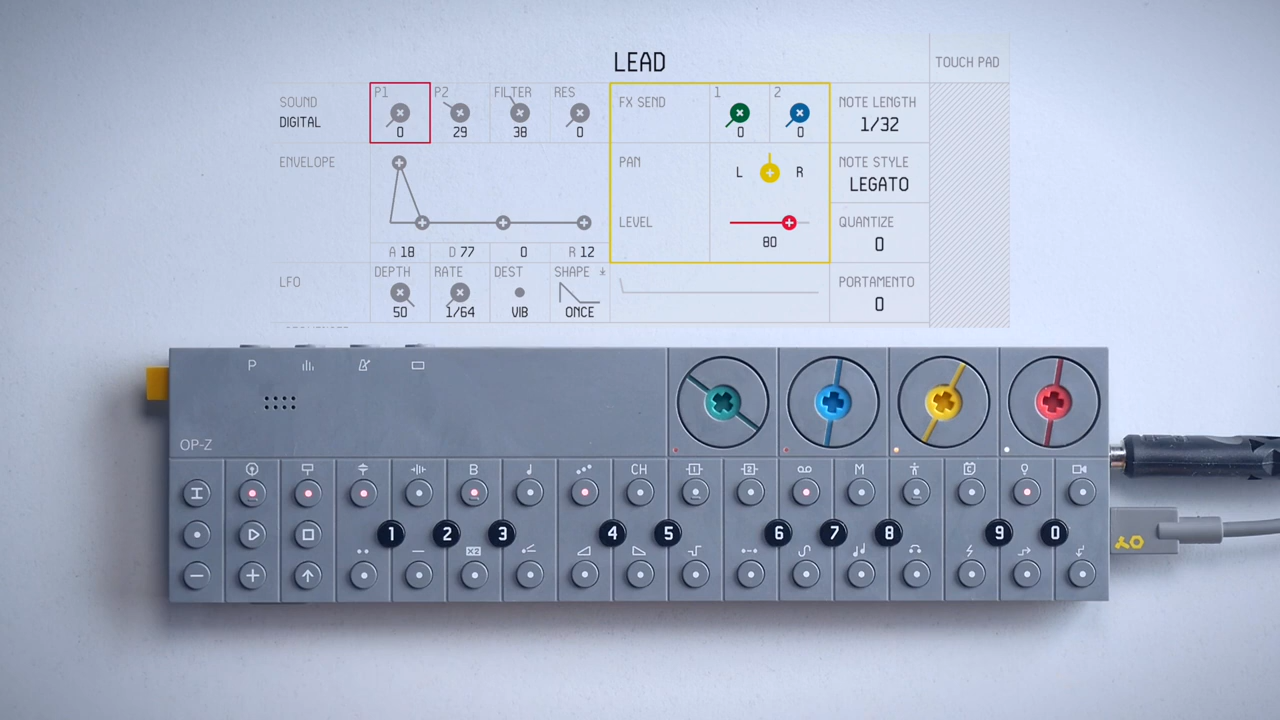 LEAD
TOUCH PAD
SOUND
DIGITAL
P1
0
P2
29
FILTER
38
RES
0
FX SEND
1
0
2
0
NOTE LENGTH
1/32
ENVELOPE
PAN
L
R
NOTE STYLE
LEGATO
LEVEL
80
QUANTIZE
0
A 18
D 77
0
R 12
LFO
DEPTH
50
RATE
1/64
DEST
VIB
SHAPE
ONCE
PORTAMENTO
0
P
OP-Z
B
CH
1
2
M
1
2
3
4
5
6
7
8
9
0
X2